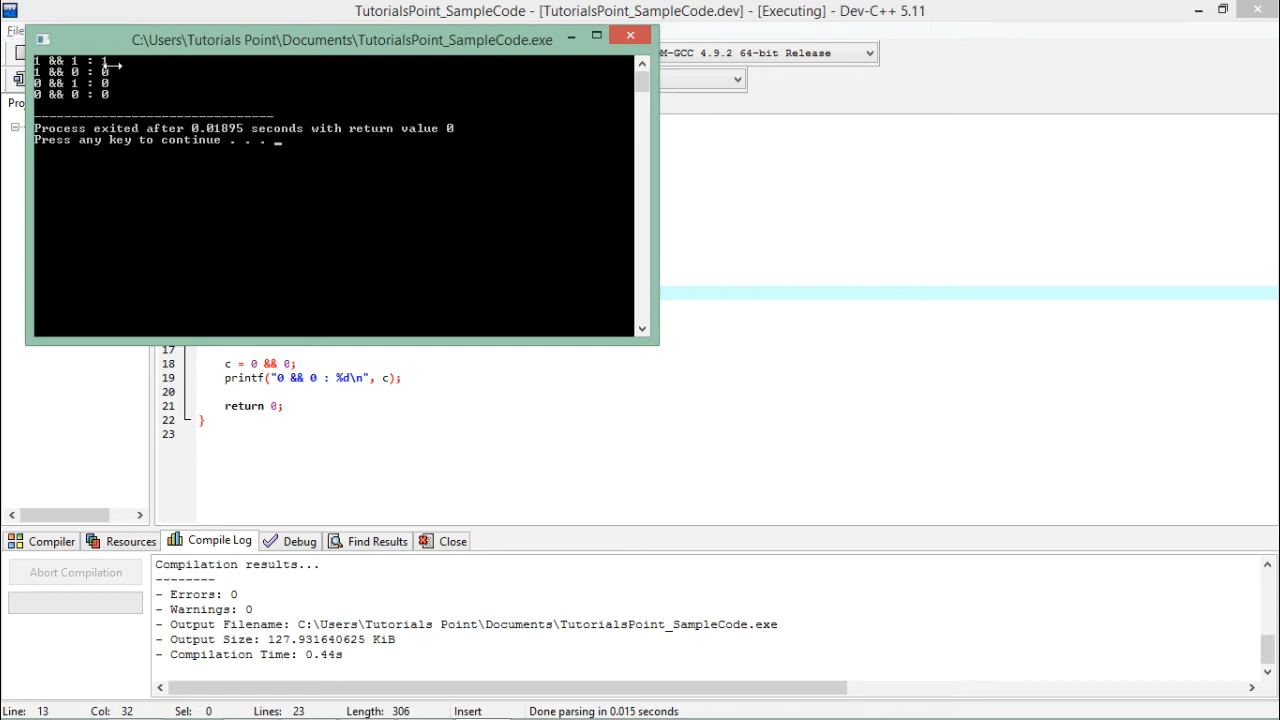 TutorialsPoint_SampleCode - [TutorialsPoint_SampleCode.dev] - [Executing] - Dev-C++ 5.11
C:\Users\Tutorials Point\Documents\TutorialsPoint_SampleCode.exe
M-GCC 4.9.2 64-bit Release
1 && 1 : 1
1 && 0 : 0
0 && 1 : 0
0 && 0 : 0
--------------------------------
Process exited after 0.01895 seconds with return value 0
Press any key to continue . . . _
17
18 c = 0 && 0;
19 printf("0 && 0 : %d\n", c);
20
21 return 0;
22 }
23
Compiler Resources Compile Log Debug Find Results Close
Abort Compilation
Compilation results...
--------
- Errors: 0
- Warnings: 0
- Output Filename: C:\Users\Tutorials Point\Documents\TutorialsPoint_SampleCode.exe
- Output Size: 127.931640625 KiB
- Compilation Time: 0.44s
Line: 13 Col: 32 Sel: 0 Lines: 23 Length: 306 Insert Done parsing in 0.015 seconds